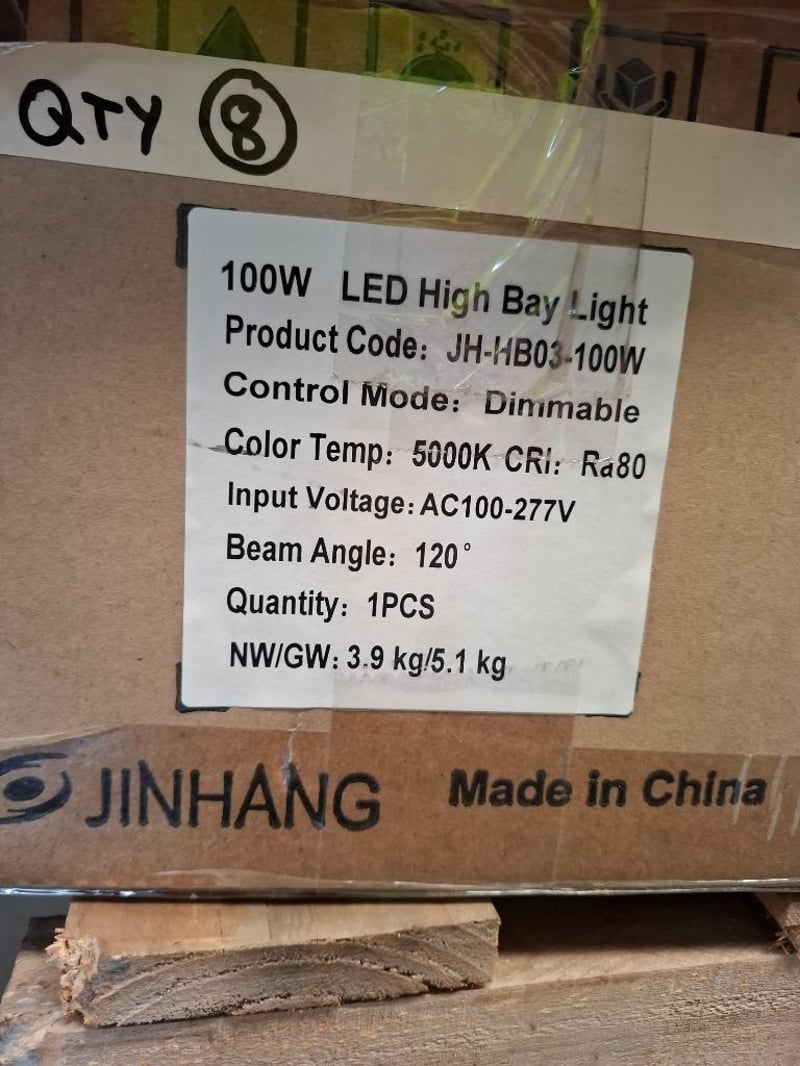 QTY 8
100W LED High Bay Light
Product Code: JH-HB03-100W
Control Mode: Dimmable
Color Temp: 5000K CRI: Ra80
Input Voltage: AC100-277V
Beam Angle: 120°
Quantity: 1PCS
NW/GW: 3.9 kg/5.1 kg
JINHANG Made in China